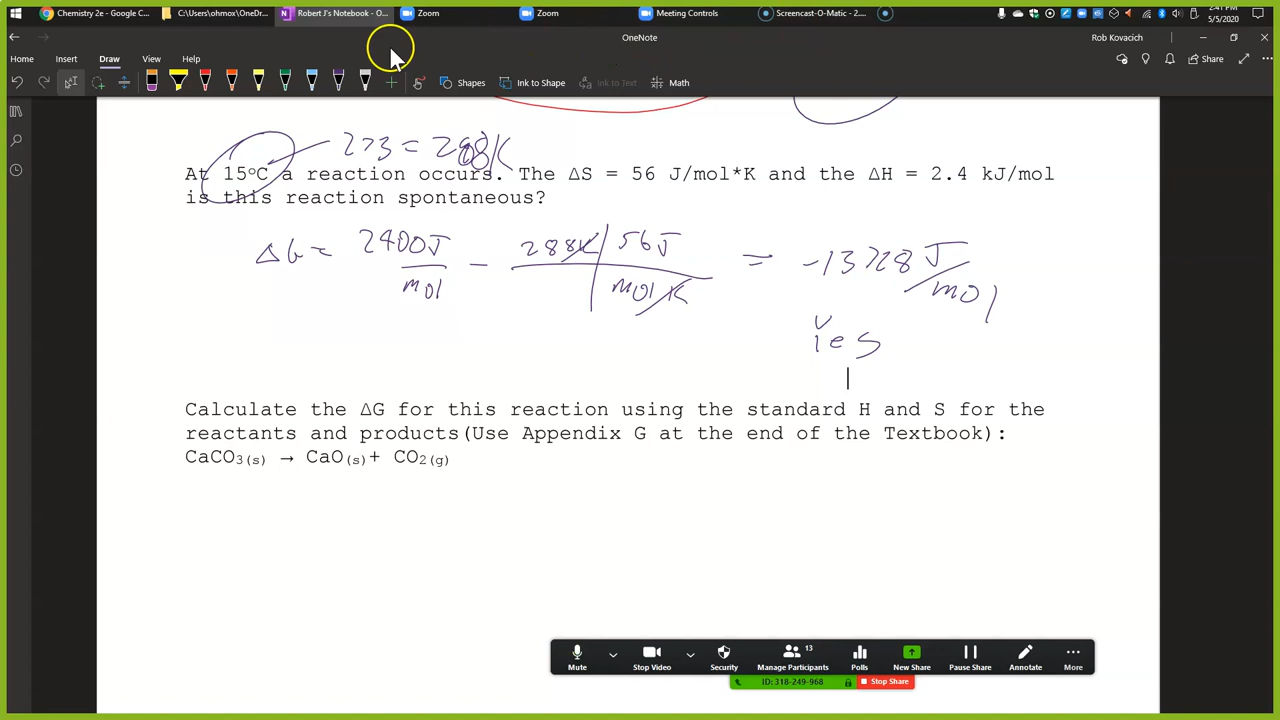 Chemistry 2e - Google C... C:\Users\ohmox\OneDr... Robert J's Notebook - O... Zoom Zoom Meeting Controls Screencast-O-Matic - 2... 2:41 PM
5/5/2020
OneNote Rob Kovacich
Home Insert Draw View Help Share
Shapes Ink to Shape Ink to Text Math
273 = 288K
At 15°C a reaction occurs. The ΔS = 56 J/mol*K and the ΔH = 2.4 kJ/mol
is this reaction spontaneous?
ΔG = 2400J/mol - 288K | 56J/mol K = -13728 J/mol
Yes
Calculate the ΔG for this reaction using the standard H and S for the
reactants and products(Use Appendix G at the end of the Textbook):
CaCO3(s) → CaO(s)+ CO2(g)
13
Mute Stop Video Security Manage Participants Polls New Share Pause Share Annotate More
ID: 318-249-968 Stop Share